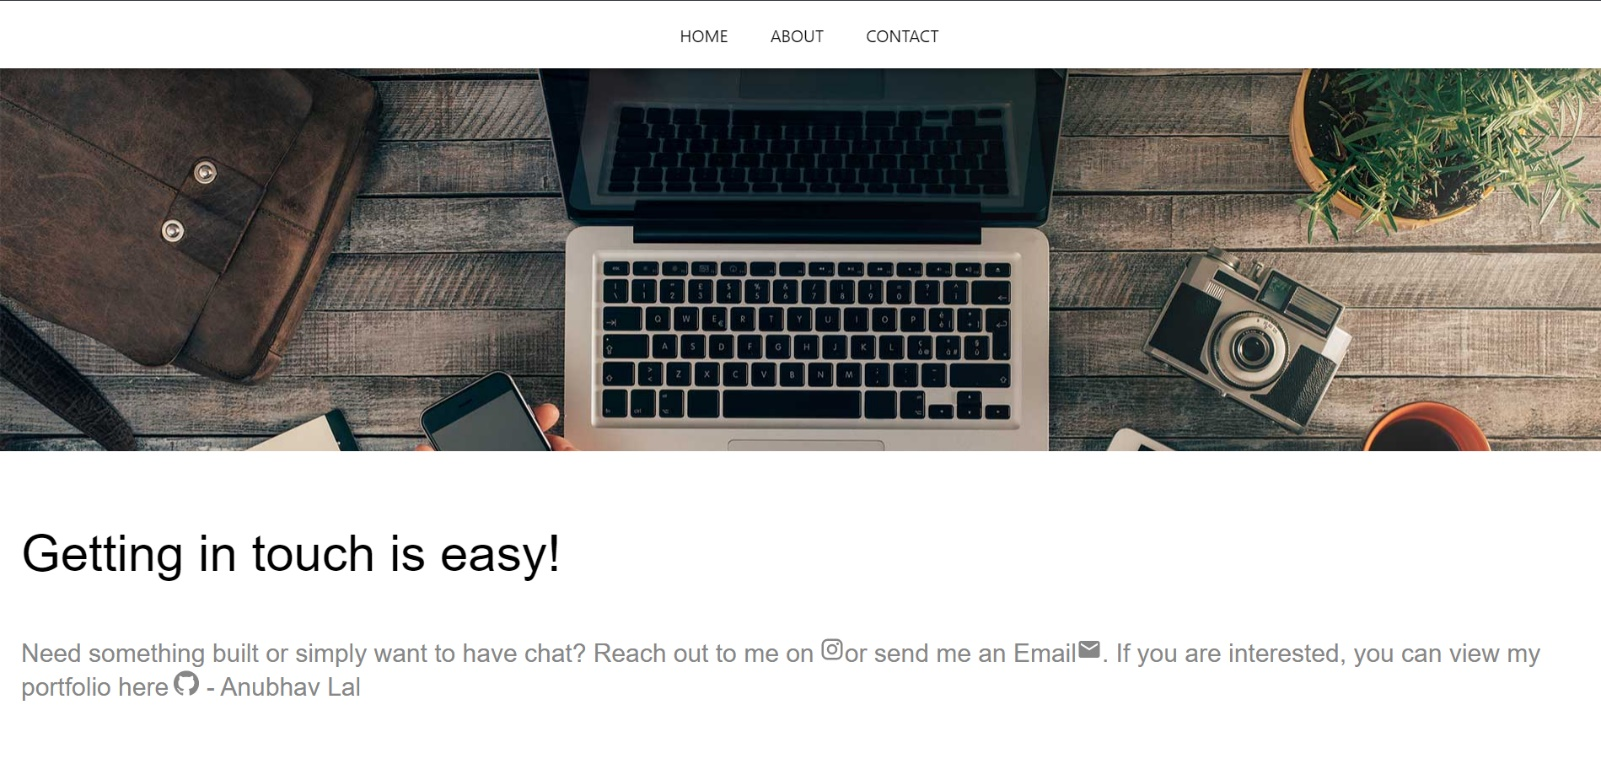 HOME ABOUT CONTACT
Getting in touch is easy!
Need something built or simply want to have chat? Reach out to me on or send me an Email. If you are interested, you can view my
portfolio here - Anubhav Lal